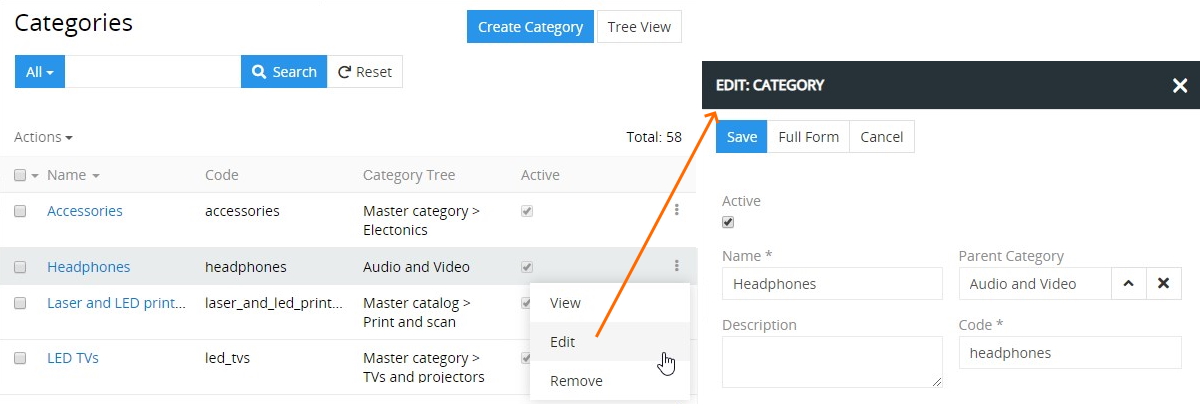 Categories
Create Category Tree View
All Search Reset
Actions Total: 58
Name Code Category Tree Active
Accessories accessories Master category >
Electonics
Headphones headphones Audio and Video
Laser and LED print... laser_and_led_print... Master catalog >
Print and scan
LED TVs led_tvs Master category >
TVs and projectors
View
Edit
Remove
EDIT: CATEGORY
Save Full Form Cancel
Active
Name * Parent Category
Headphones Audio and Video
Description Code *
headphones